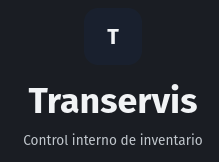 T
Transervis
Control interno de inventario